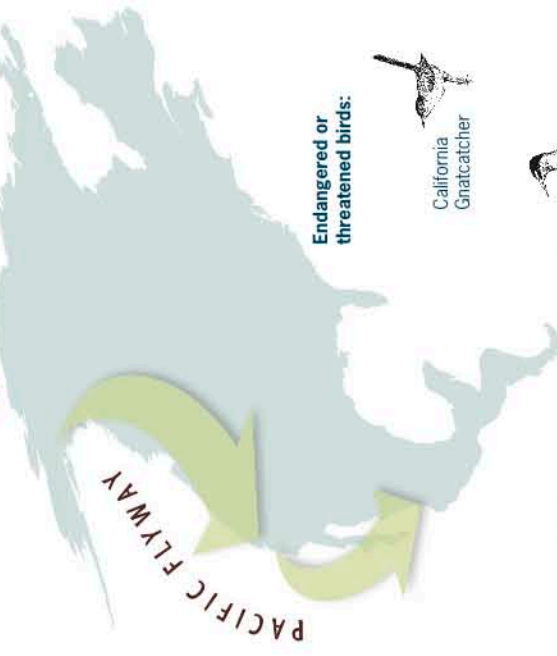 PACIFIC FLYWAY
Endangered or
threatened birds:
California
Gnatcatcher